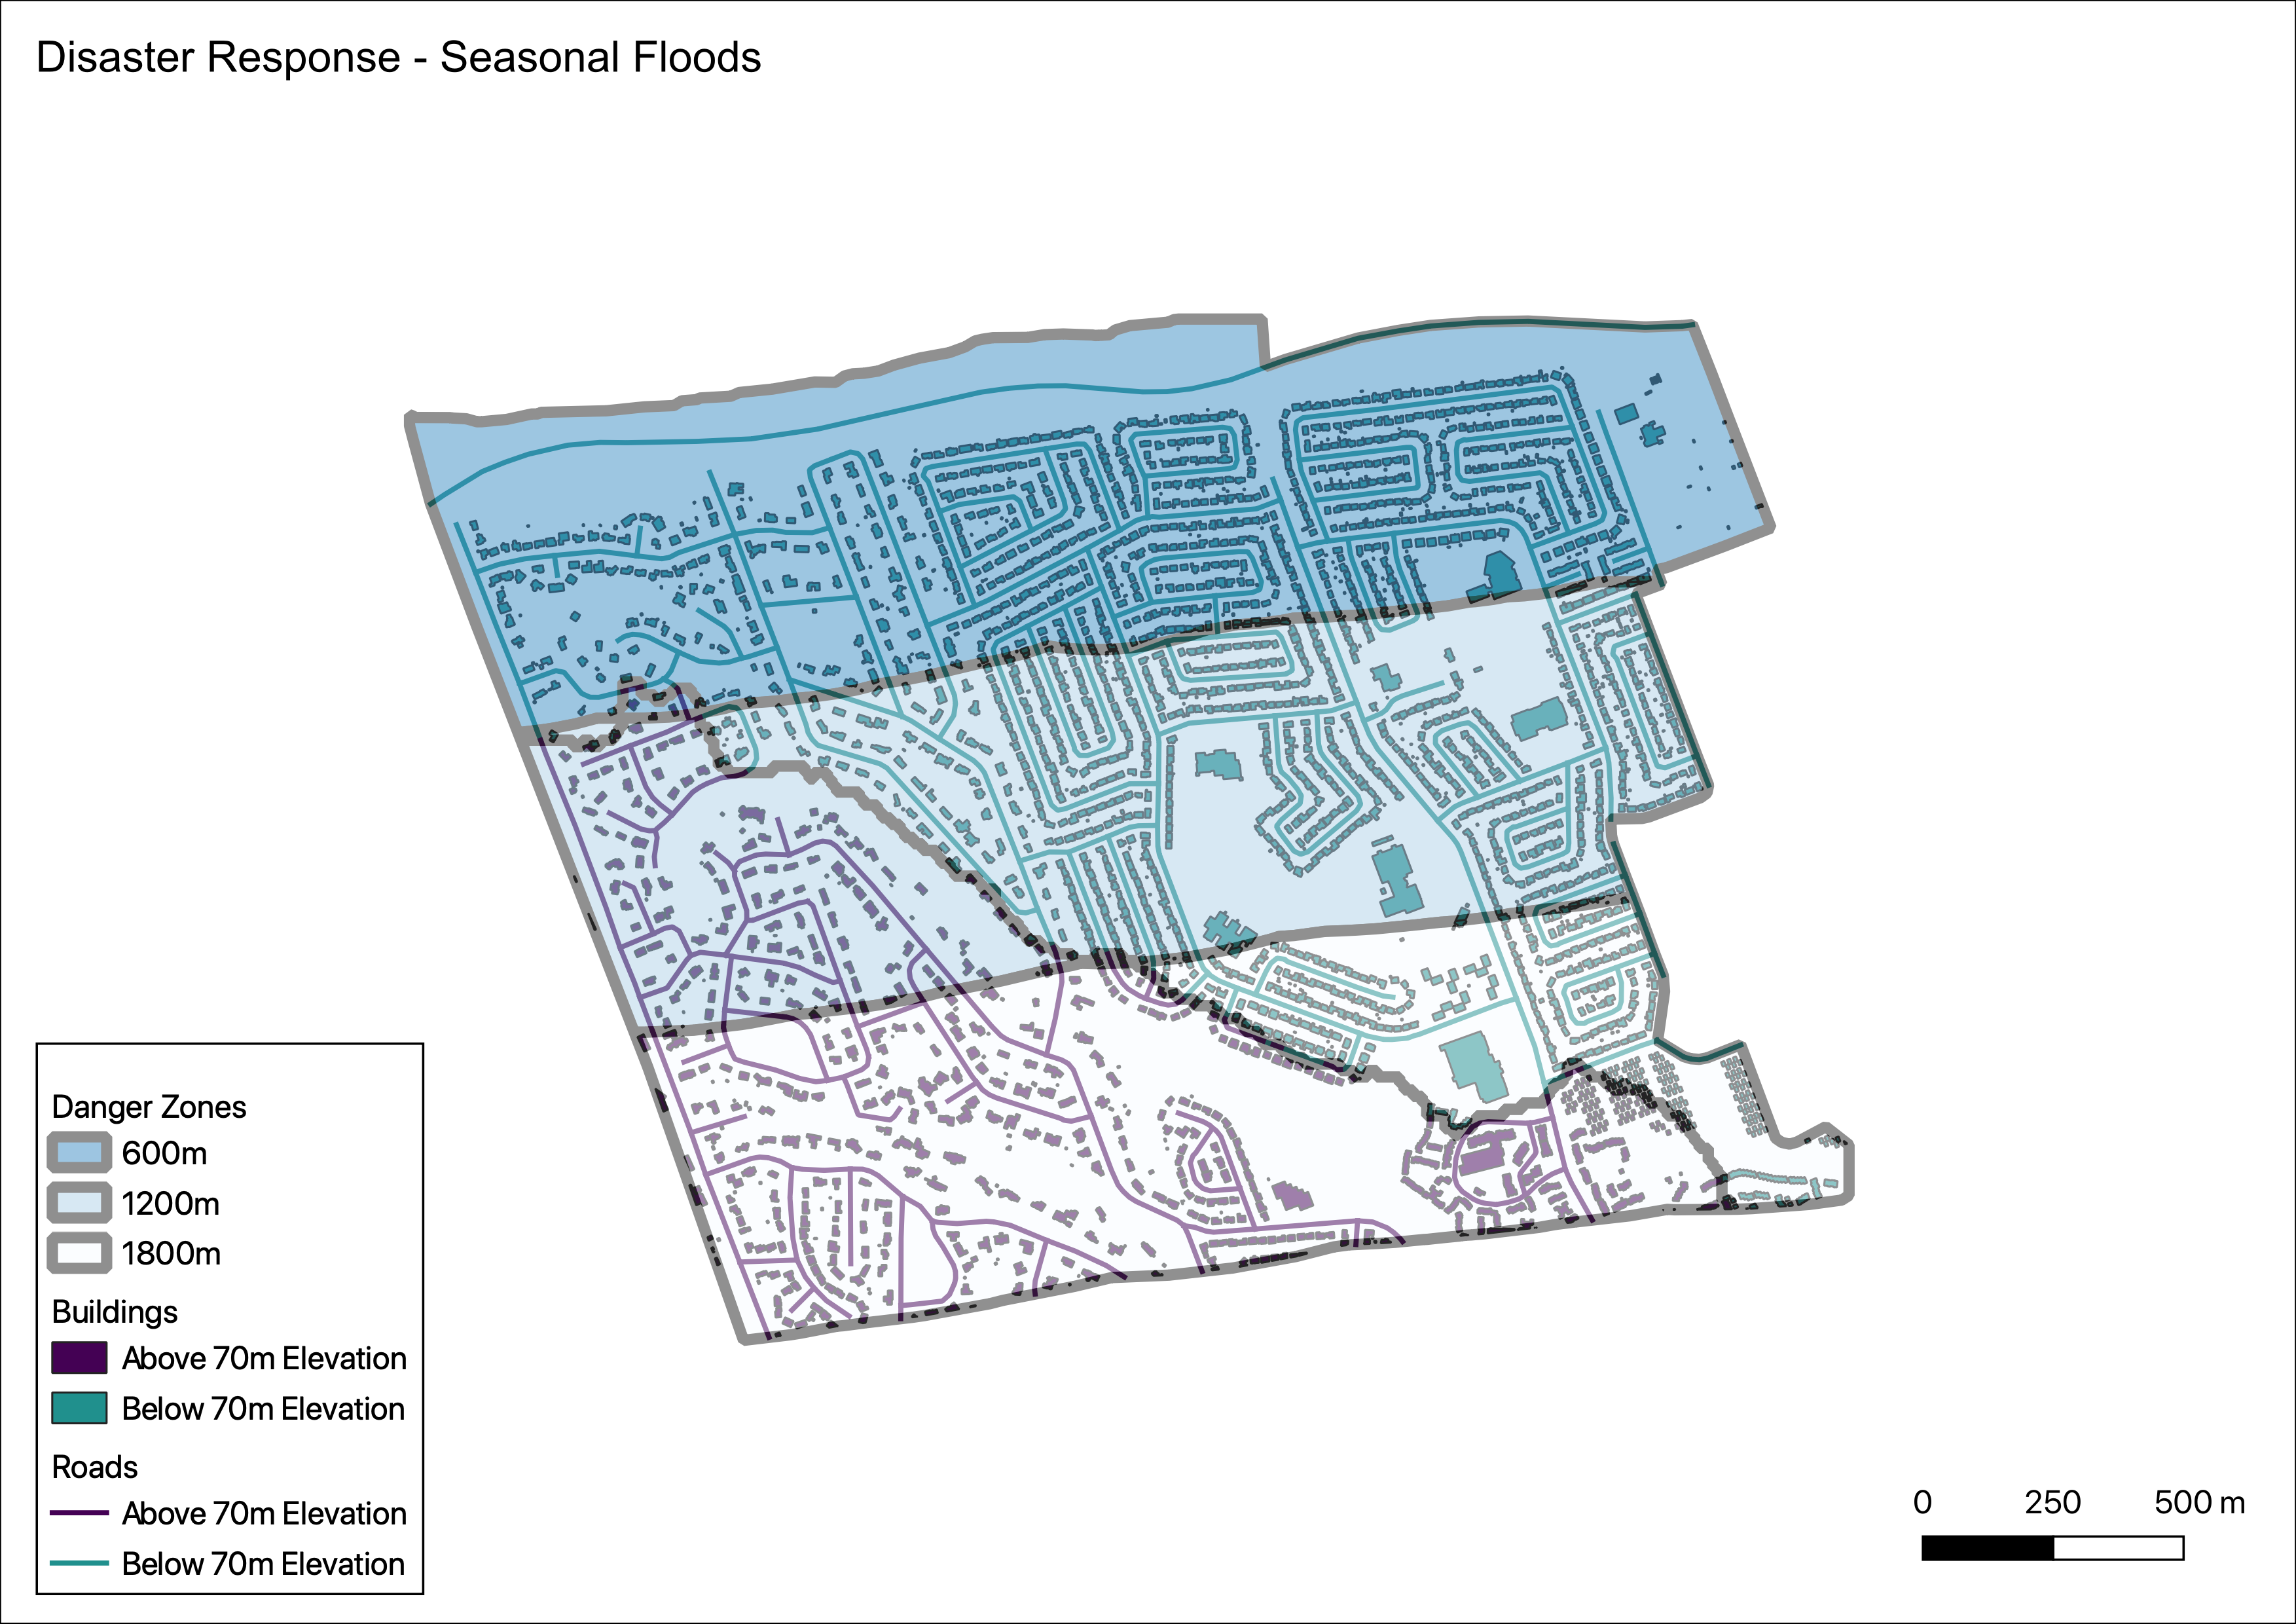 Disaster Response - Seasonal Floods
Danger Zones
600m
1200m
1800m
Buildings
Above 70m Elevation
Below 70m Elevation
Roads
Above 70m Elevation
Below 70m Elevation
0 250 500 m